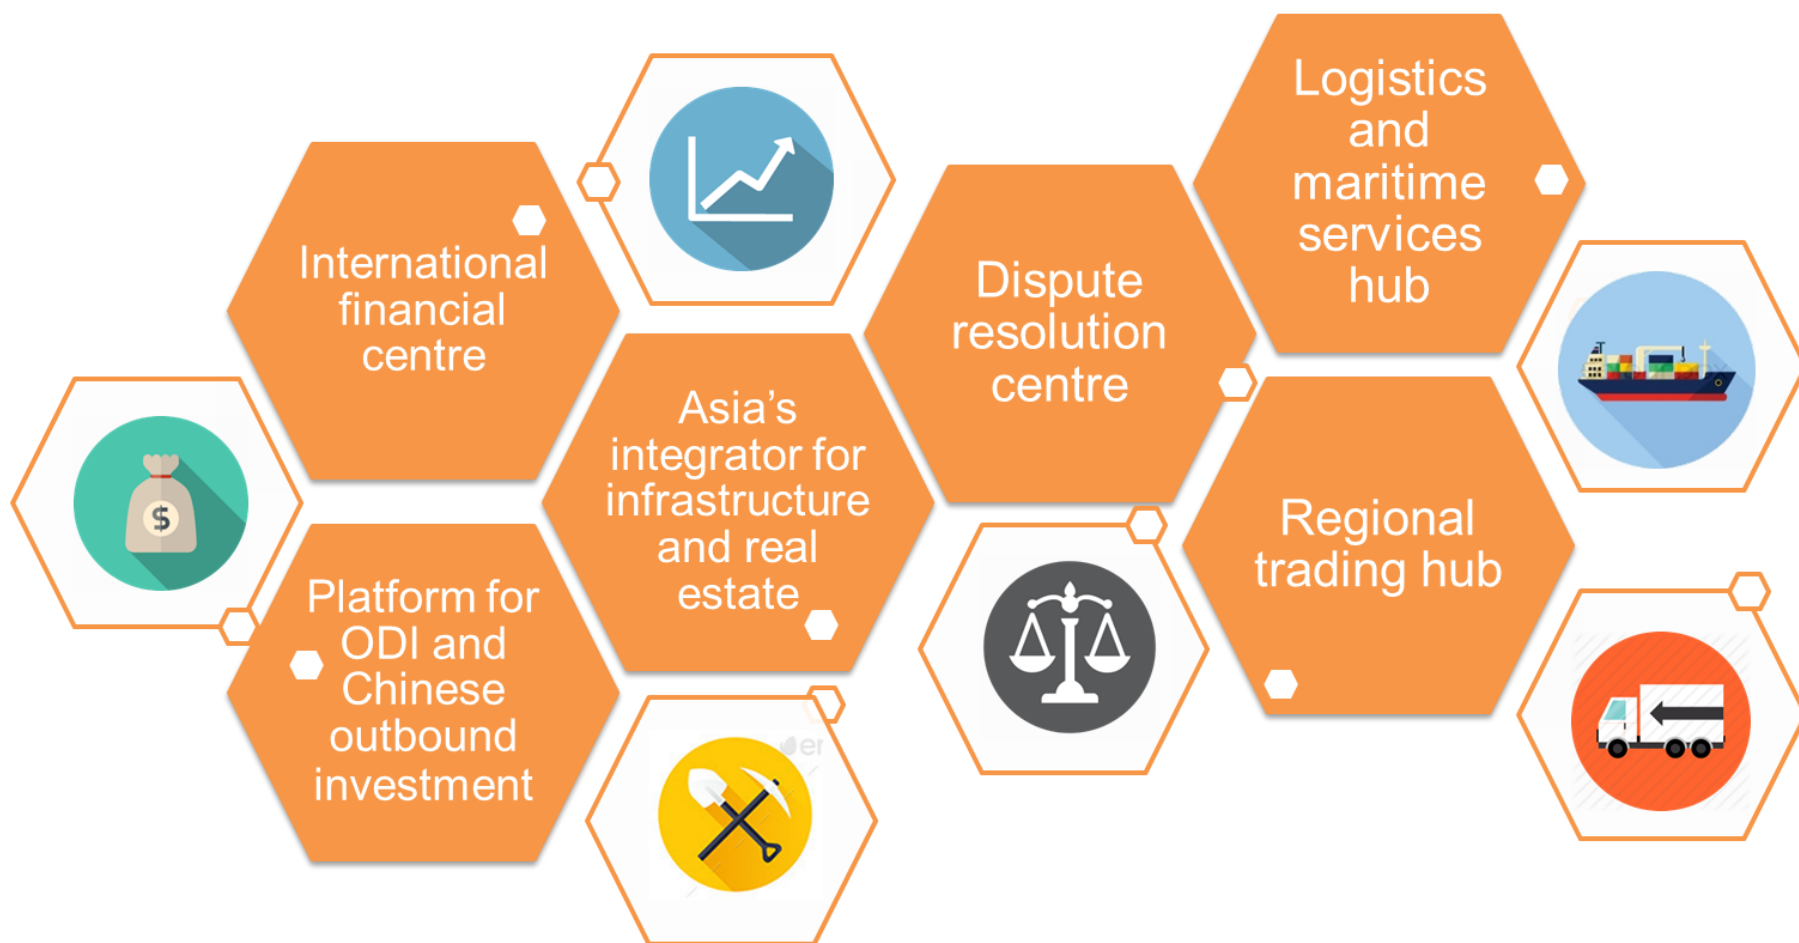 International
financial
centre
Platform for
ODI and
Chinese
outbound
investment
Asia’s
integrator for
infrastructure
and real
estate
Dispute
resolution
centre
Logistics
and
maritime
services
hub
Regional
trading hub
$
er